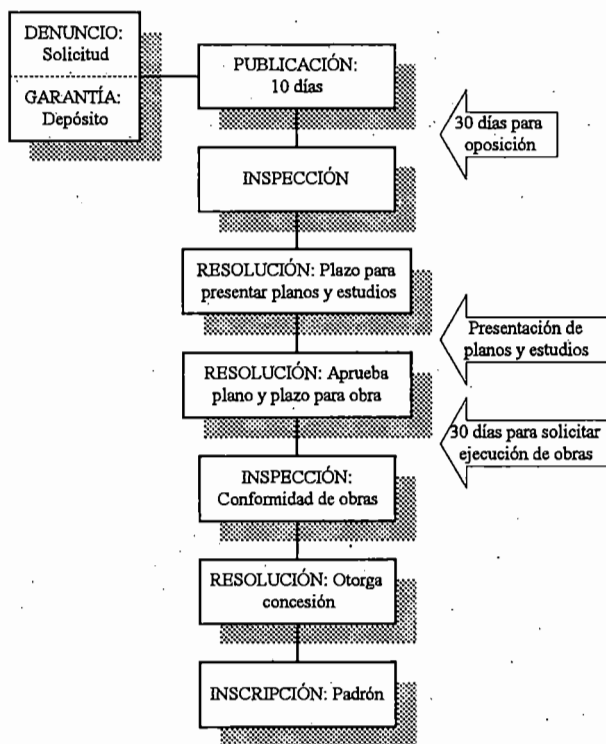 DENUNCIO:
Solicitud
GARANTÍA:
Depósito
PUBLICACIÓN:
10 días
30 días para
oposición
INSPECCIÓN
RESOLUCIÓN: Plazo para
presentar planos y estudios
Presentación de
planos y estudios
RESOLUCIÓN: Aprueba
plano y plazo para obra
30 días para solicitar
ejecución de obras
INSPECCIÓN:
Conformidad de obras
RESOLUCIÓN: Otorga
concesión
INSCRIPCIÓN: Padrón